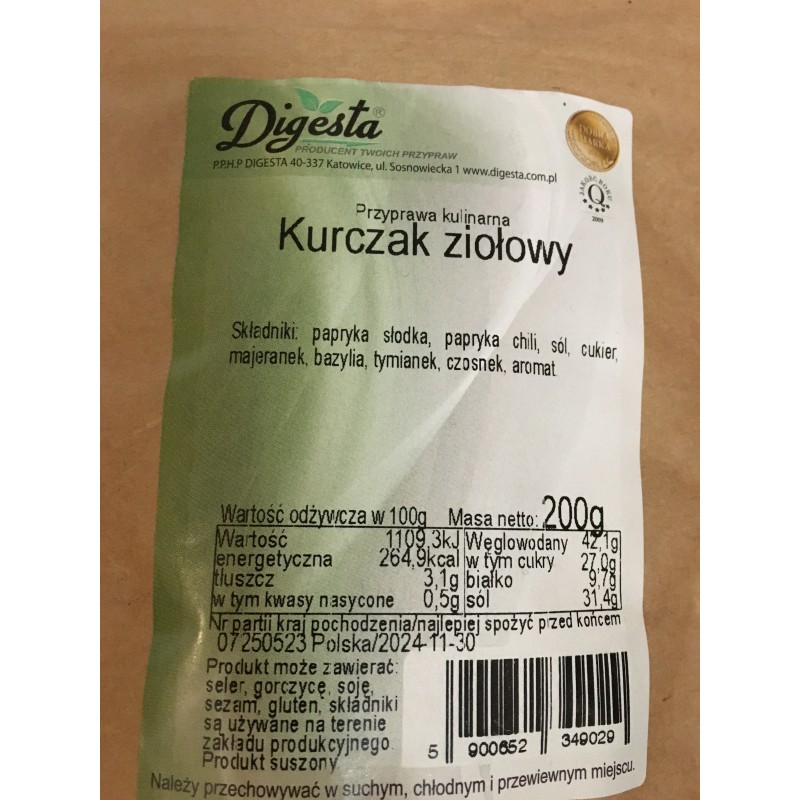 Digesta®
PRODUCENT TWOICH PRZYPRAW
P.P.H.P DIGESTA 40-337 Katowice, ul. Sosnowiecka 1 www.digesta.com.pl
DOBRA MARKA
JAKOŚĆ ROKU
Q
2009
Przyprawa kulinarna
Kurczak ziołowy
Składniki: papryka słodka, papryka chili, sól, cukier,
majeranek, bazylia, tymianek, czosnek, aromat
Wartość odżywcza w 100g Masa netto: 200g
Wartość 1109,3kJ Węglowodany 42,1g
energetyczna 264,9kcal w tym cukry 27,0g
tłuszcz 3,1g białko 9,7g
w tym kwasy nasycone 0,5g sól 31,4g
Nr partii kraj pochodzenia/najlepiej spożyć przed końcem
07250523 Polska/2024-11-30
Produkt może zawierać:
seler, gorczycę, soję,
sezam, gluten, składniki
są używane na terenie
zakładu produkcyjnego
Produkt suszony
5 900652 349029
Należy przechowywać w suchym, chłodnym i przewiewnym miejscu.